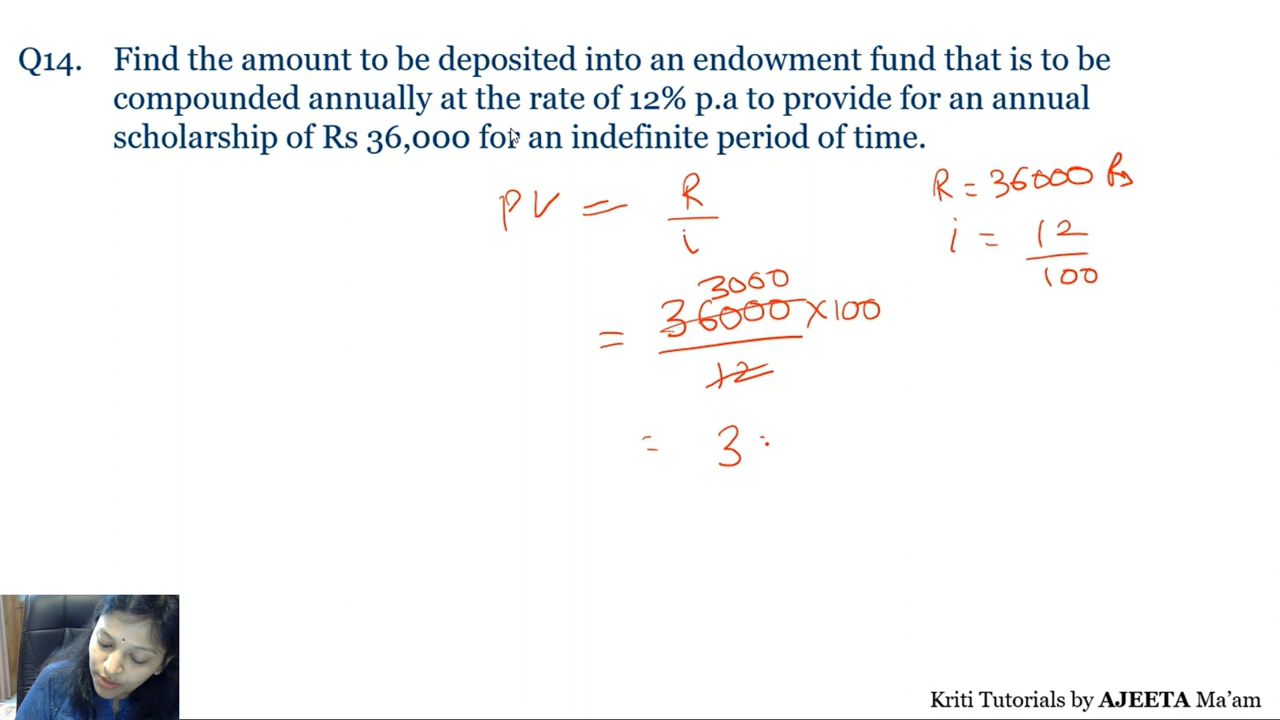 Q14. Find the amount to be deposited into an endowment fund that is to be
compounded annually at the rate of 12% p.a to provide for an annual
scholarship of Rs 36,000 for an indefinite period of time.
R = 36000 Rs
PV = R
i
i = 12
100
3000
= 36000 × 100
12
= 3
Kriti Tutorials by AJEETA Ma'am